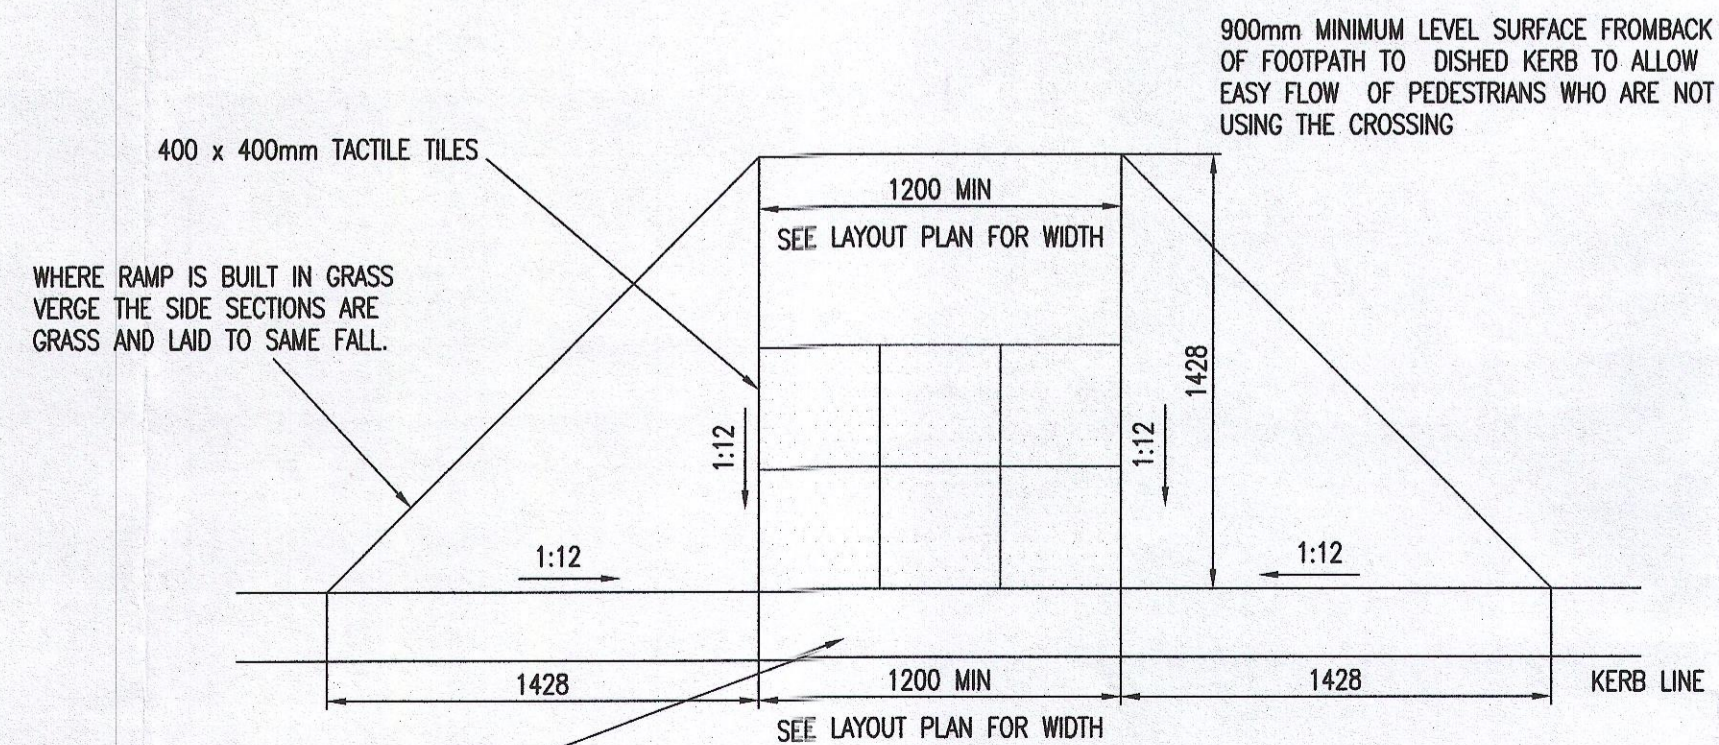 900mm MINIMUM LEVEL SURFACE FROMBACK
OF FOOTPATH TO DISHED KERB TO ALLOW
EASY FLOW OF PEDESTRIANS WHO ARE NOT
USING THE CROSSING
400 x 400mm TACTILE TILES
1200 MIN
SEE LAYOUT PLAN FOR WIDTH
WHERE RAMP IS BUILT IN GRASS
VERGE THE SIDE SECTIONS ARE
GRASS AND LAID TO SAME FALL.
1428
1:12
1:12
1:12
1:12
1428
1200 MIN
1428
KERB LINE
SEE LAYOUT PLAN FOR WIDTH